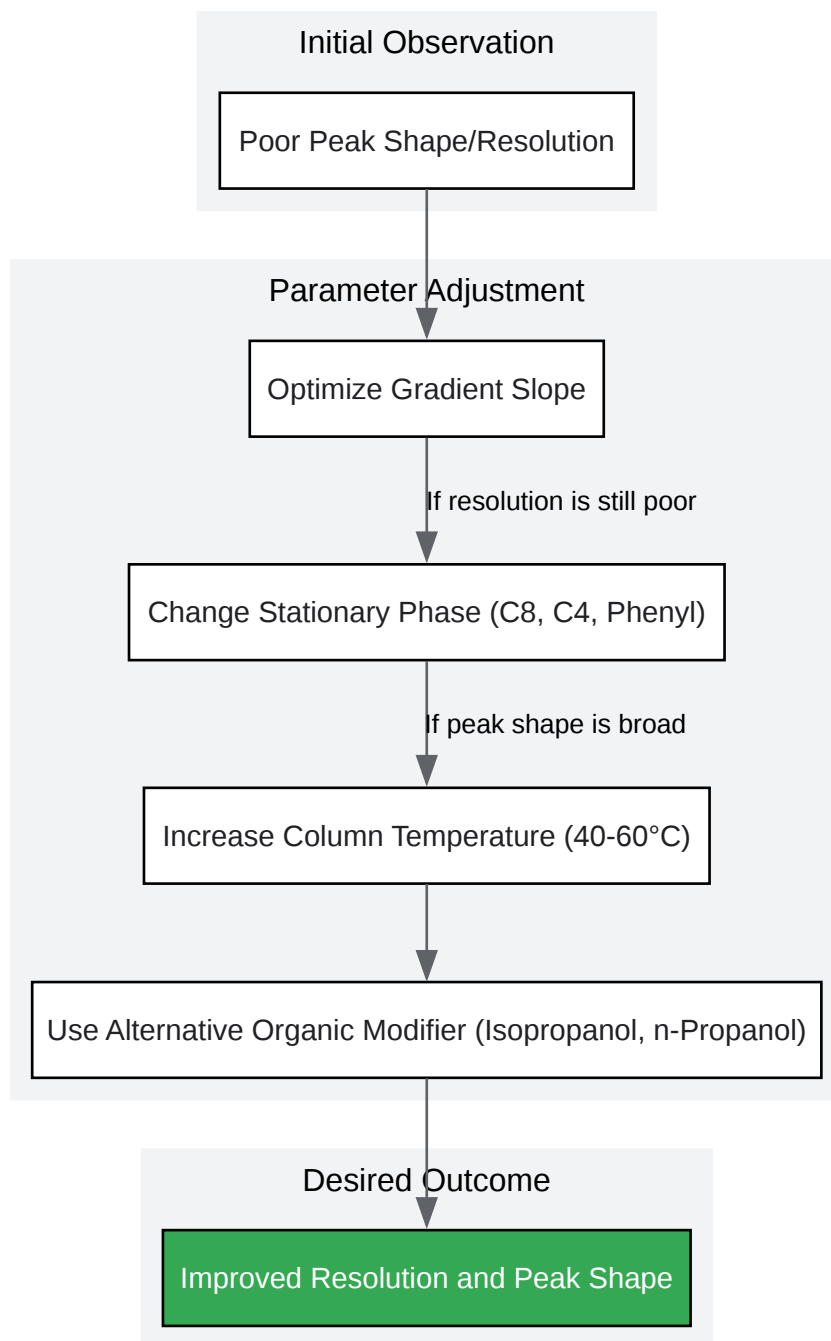 Initial Observation
Poor Peak Shape/Resolution
Parameter Adjustment
Optimize Gradient Slope
If resolution is still poor
Change Stationary Phase (C8, C4, Phenyl)
If peak shape is broad
Increase Column Temperature (40-60°C)
Use Alternative Organic Modifier (Isopropanol, n-Propanol)
Desired Outcome
Improved Resolution and Peak Shape